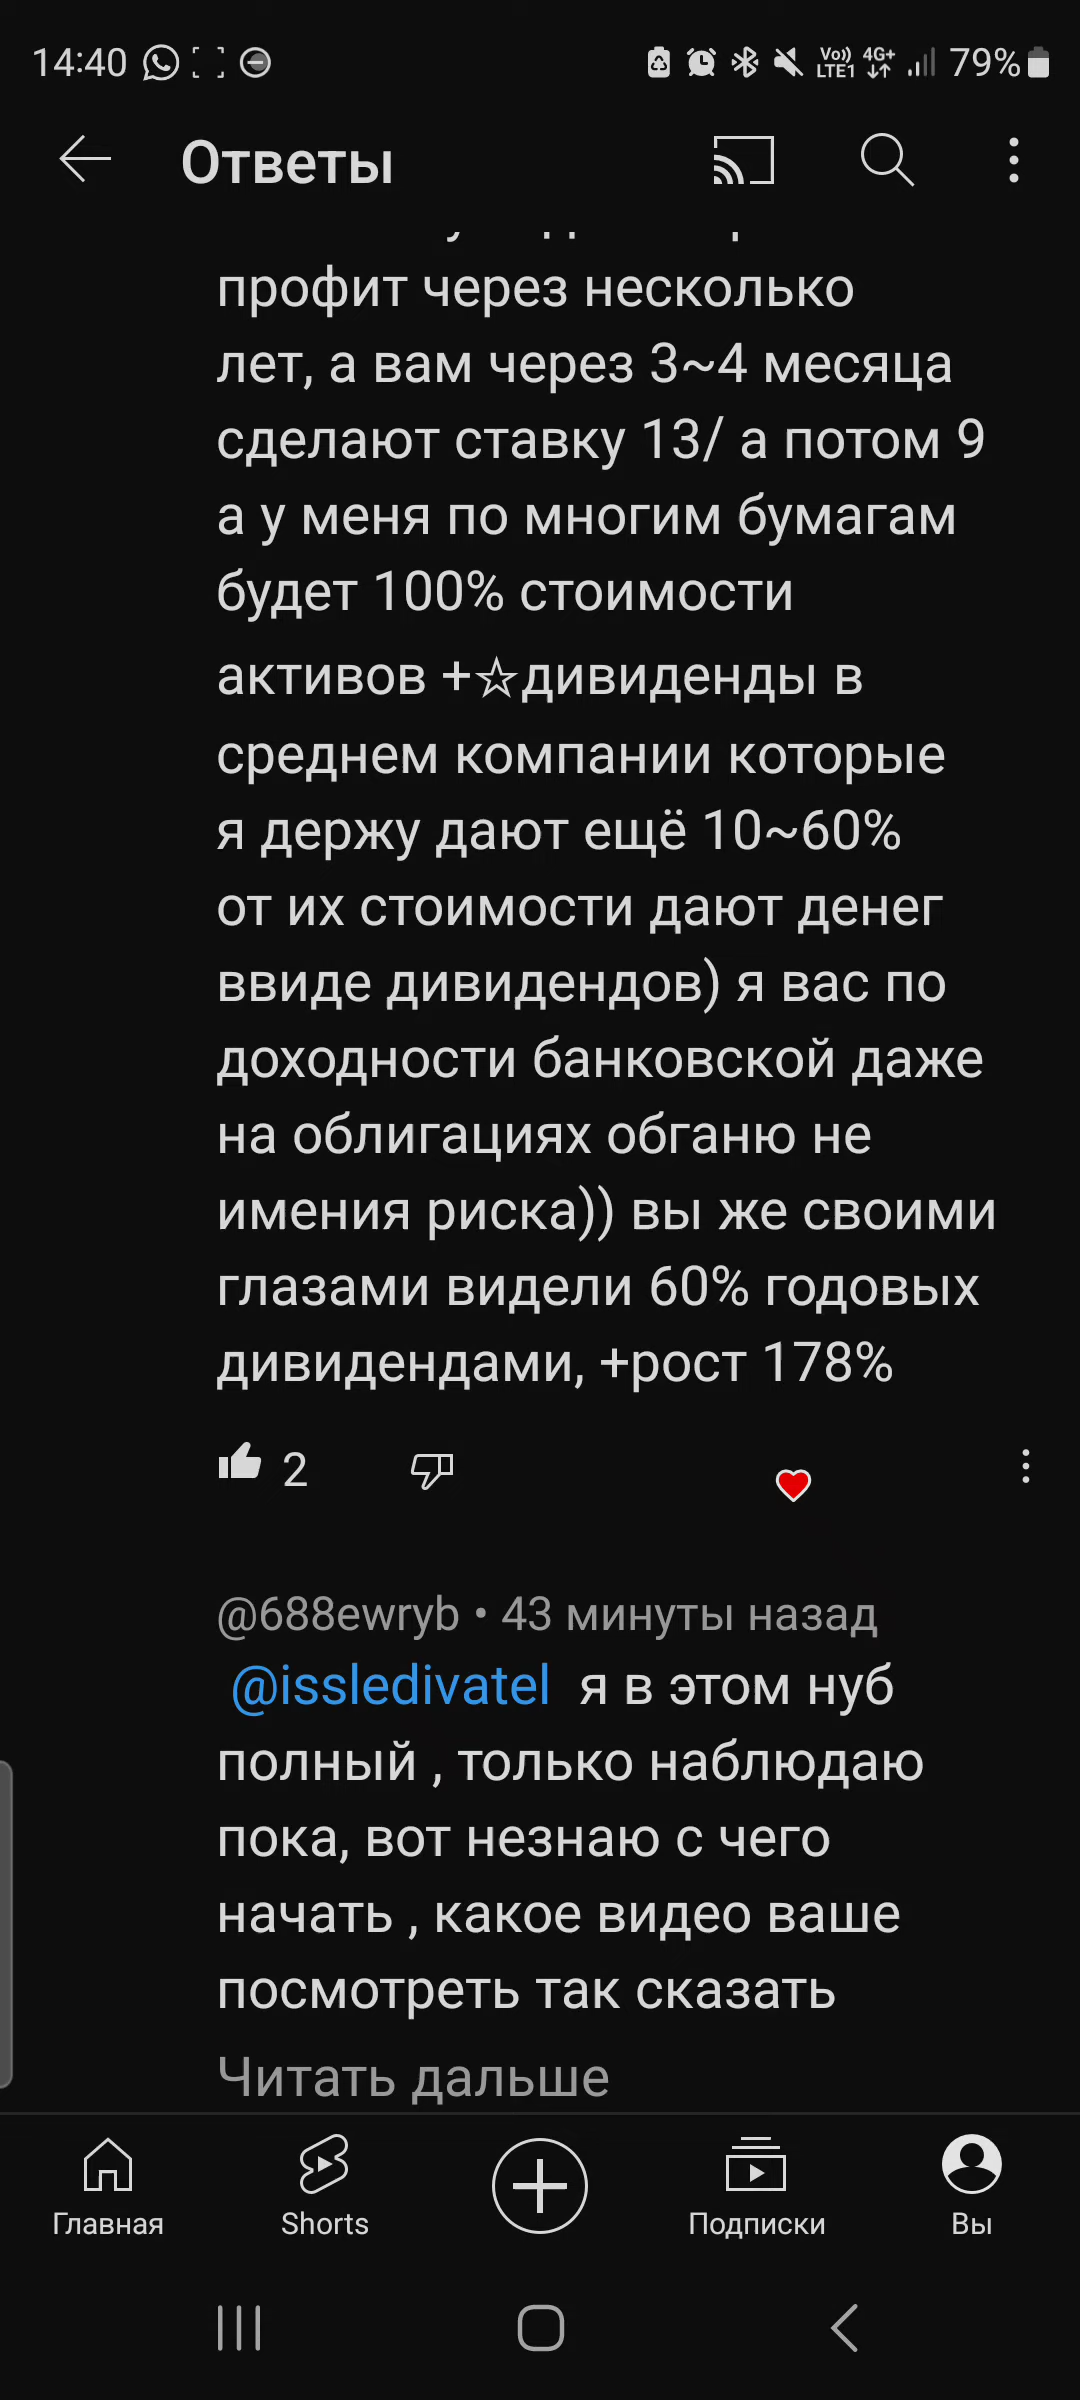 14:40
Vo)) LTE1 4G+ 79%
Ответы
профит через несколько
лет, а вам через 3~4 месяца
сделают ставку 13/ а потом 9
а у меня по многим бумагам
будет 100% стоимости
активов +☆дивиденды в
среднем компании которые
я держу дают ещё 10~60%
от их стоимости дают денег
ввиде дивидендов) я вас по
доходности банковской даже
на облигациях обганю не
имения риска)) вы же своими
глазами видели 60% годовых
дивидендами, +рост 178%
2
@688ewryb • 43 минуты назад
@issledivatel я в этом нуб
полный , только наблюдаю
пока, вот незнаю с чего
начать , какое видео ваше
посмотреть так сказать
Читать дальше
Главная
Shorts
Подписки
Вы